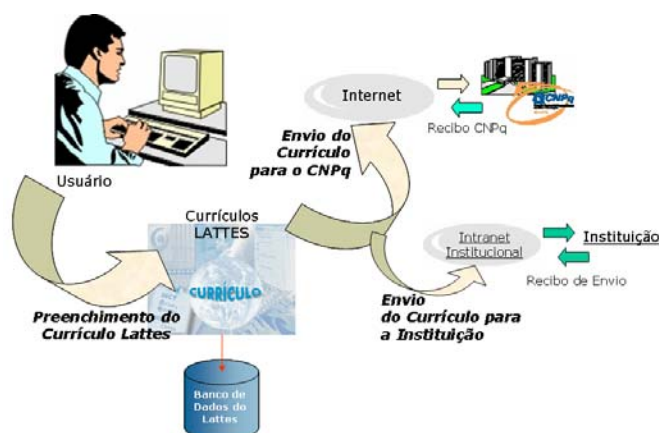 Usuário
Internet
CNPq
Recibo CNPq
Envio do
Currículo
para o CNPq
Currículos
LATTES
CURRÍCULO
Preenchimento do
Currículo Lattes
Intranet
Institucional
Instituição
Recibo de Envio
Envio
do Currículo para
a Instituição
Banco de
Dados do
Lattes